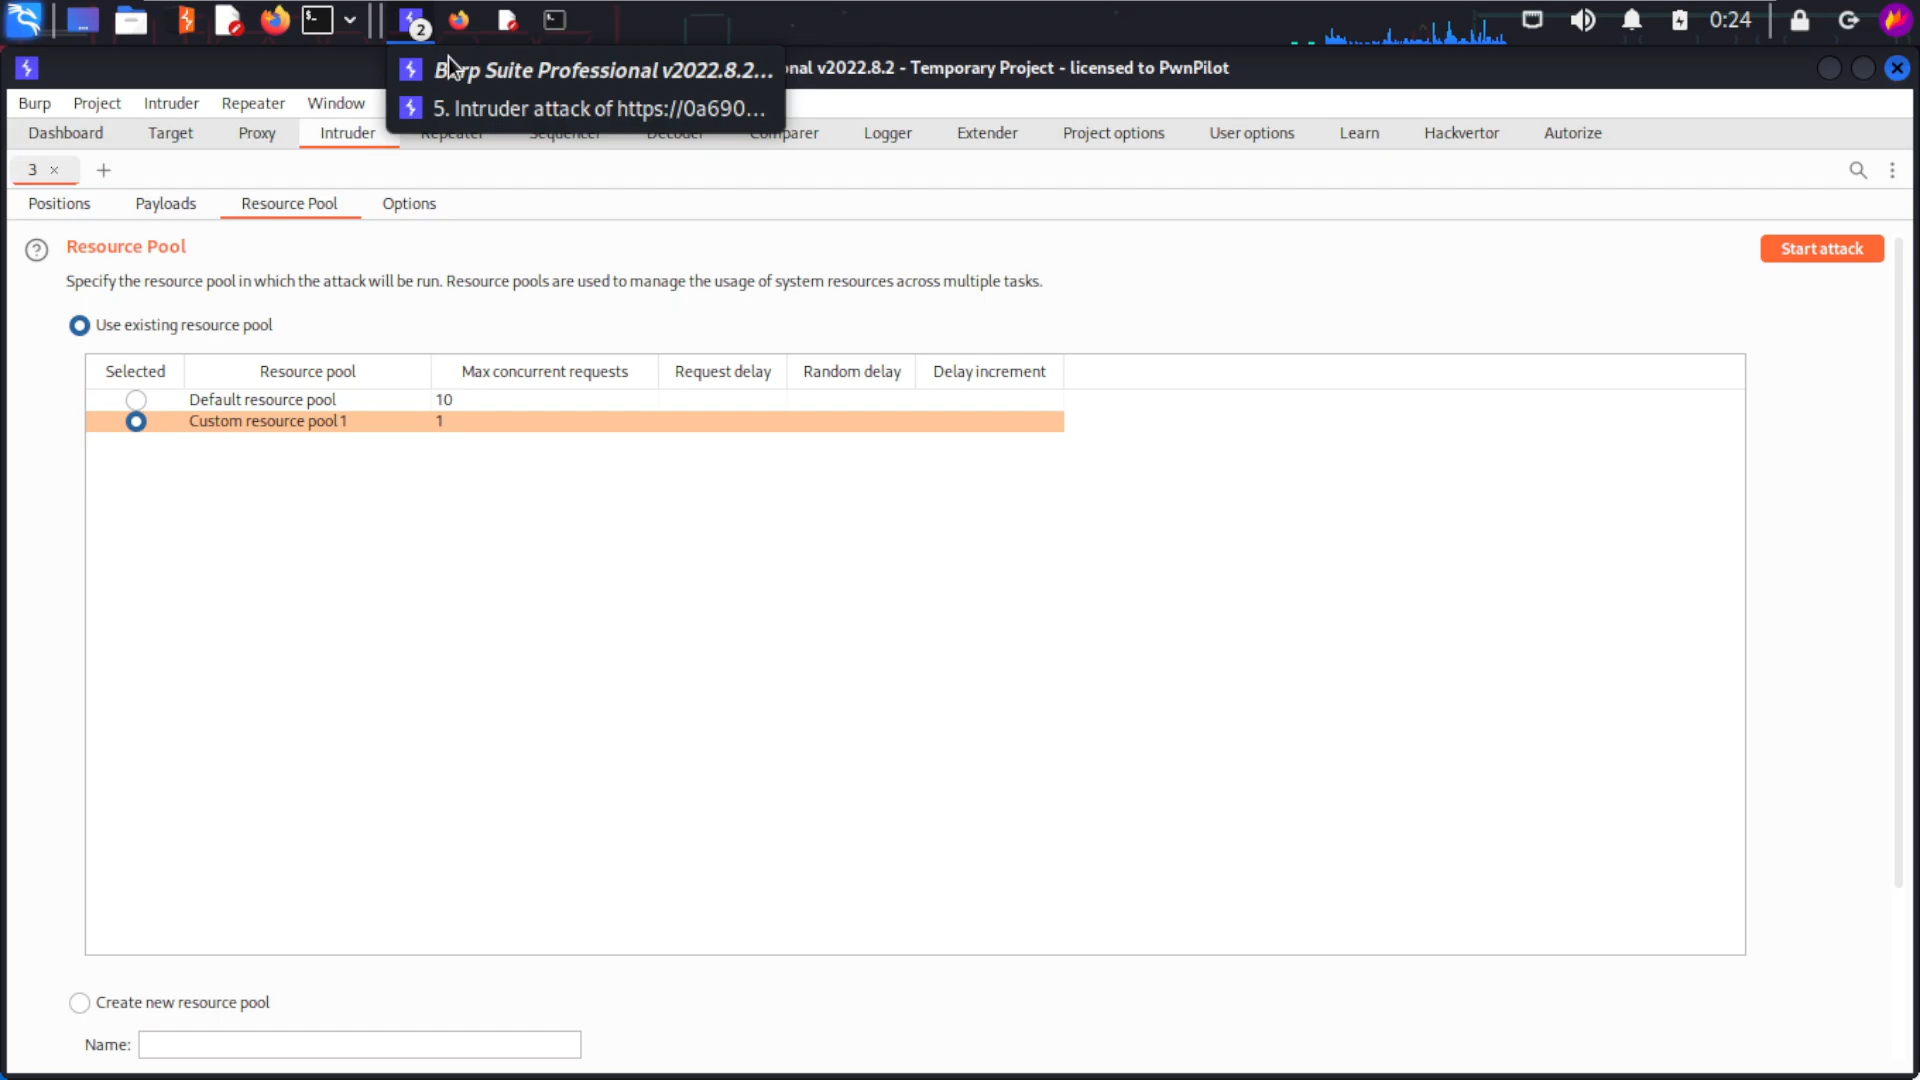 2
0:24
Burp Suite Professional v2022.8.2...
nal v2022.8.2 - Temporary Project - licensed to PwnPilot
5. Intruder attack of https://0a690...
Burp Project Intruder Repeater Window
Dashboard Target Proxy Intruder Repeater Sequencer Decoder Comparer Logger Extender Project options User options Learn Hackvertor Autorize
3 × +
Positions Payloads Resource Pool Options
? Resource Pool
Start attack
Specify the resource pool in which the attack will be run. Resource pools are used to manage the usage of system resources across multiple tasks.
Use existing resource pool
Selected Resource pool Max concurrent requests Request delay Random delay Delay increment
Default resource pool 10
Custom resource pool 1 1
Create new resource pool
Name: